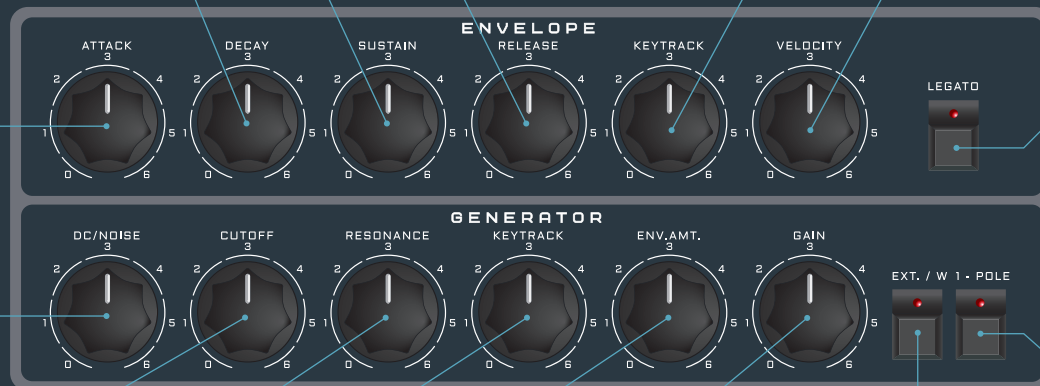 ENVELOPE
ATTACK DECAY SUSTAIN RELEASE KEYTRACK VELOCITY
3 3 3 3 3 3
LEGATO
2 4 2 4 2 4 2 4 2 4 2 4
1 5 1 5 1 5 1 5 1 5 1 5
0 6 0 6 0 6 0 6 0 6 0 6
GENERATOR
DC/NOISE CUTOFF RESONANCE KEYTRACK ENV.AMT. GAIN
3 3 3 3 3 3
2 4 2 4 2 4 2 4 2 4 2 4
EXT. / W 1 - POLE
1 5 1 5 1 5 1 5 1 5 1 5
0 6 0 6 0 6 0 6 0 6 0 6